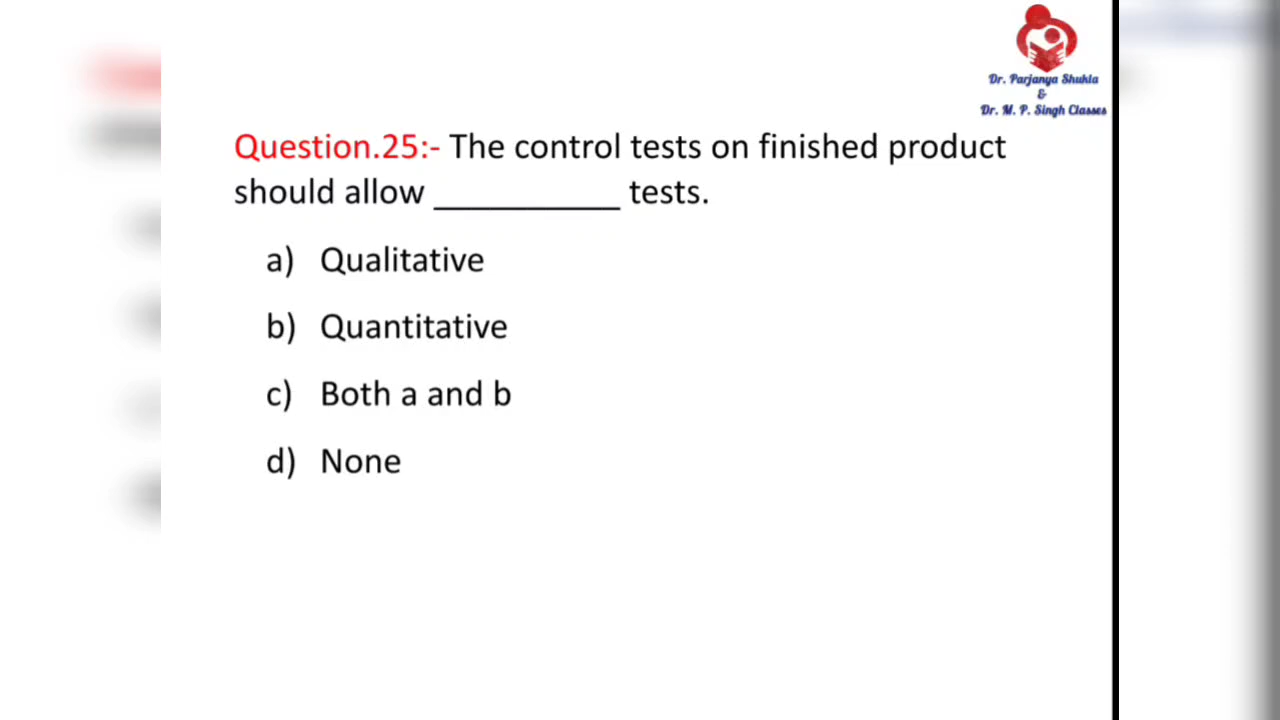 Dr. Parjanya Shukla
&
Dr. M. P. Singh Classes
Question.25:- The control tests on finished product
should allow __________ tests.
a) Qualitative
b) Quantitative
c) Both a and b
d) None